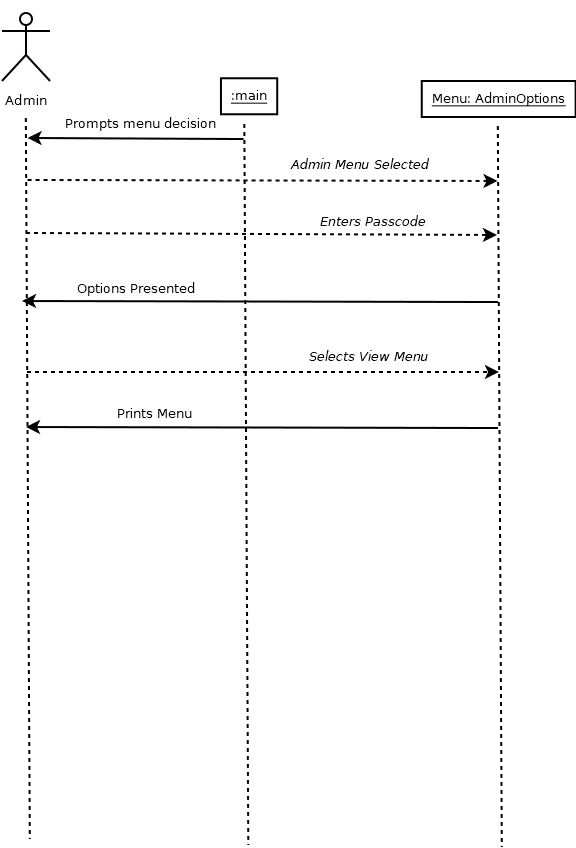 Admin
:main
Menu: AdminOptions
Prompts menu decision
Admin Menu Selected
Enters Passcode
Options Presented
Selects View Menu
Prints Menu